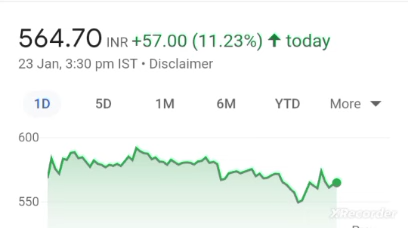 564.70 INR +57.00 (11.23%) ↑ today
23 Jan, 3:30 pm IST • Disclaimer
1D 5D 1M 6M YTD More
600
550
XRecorder